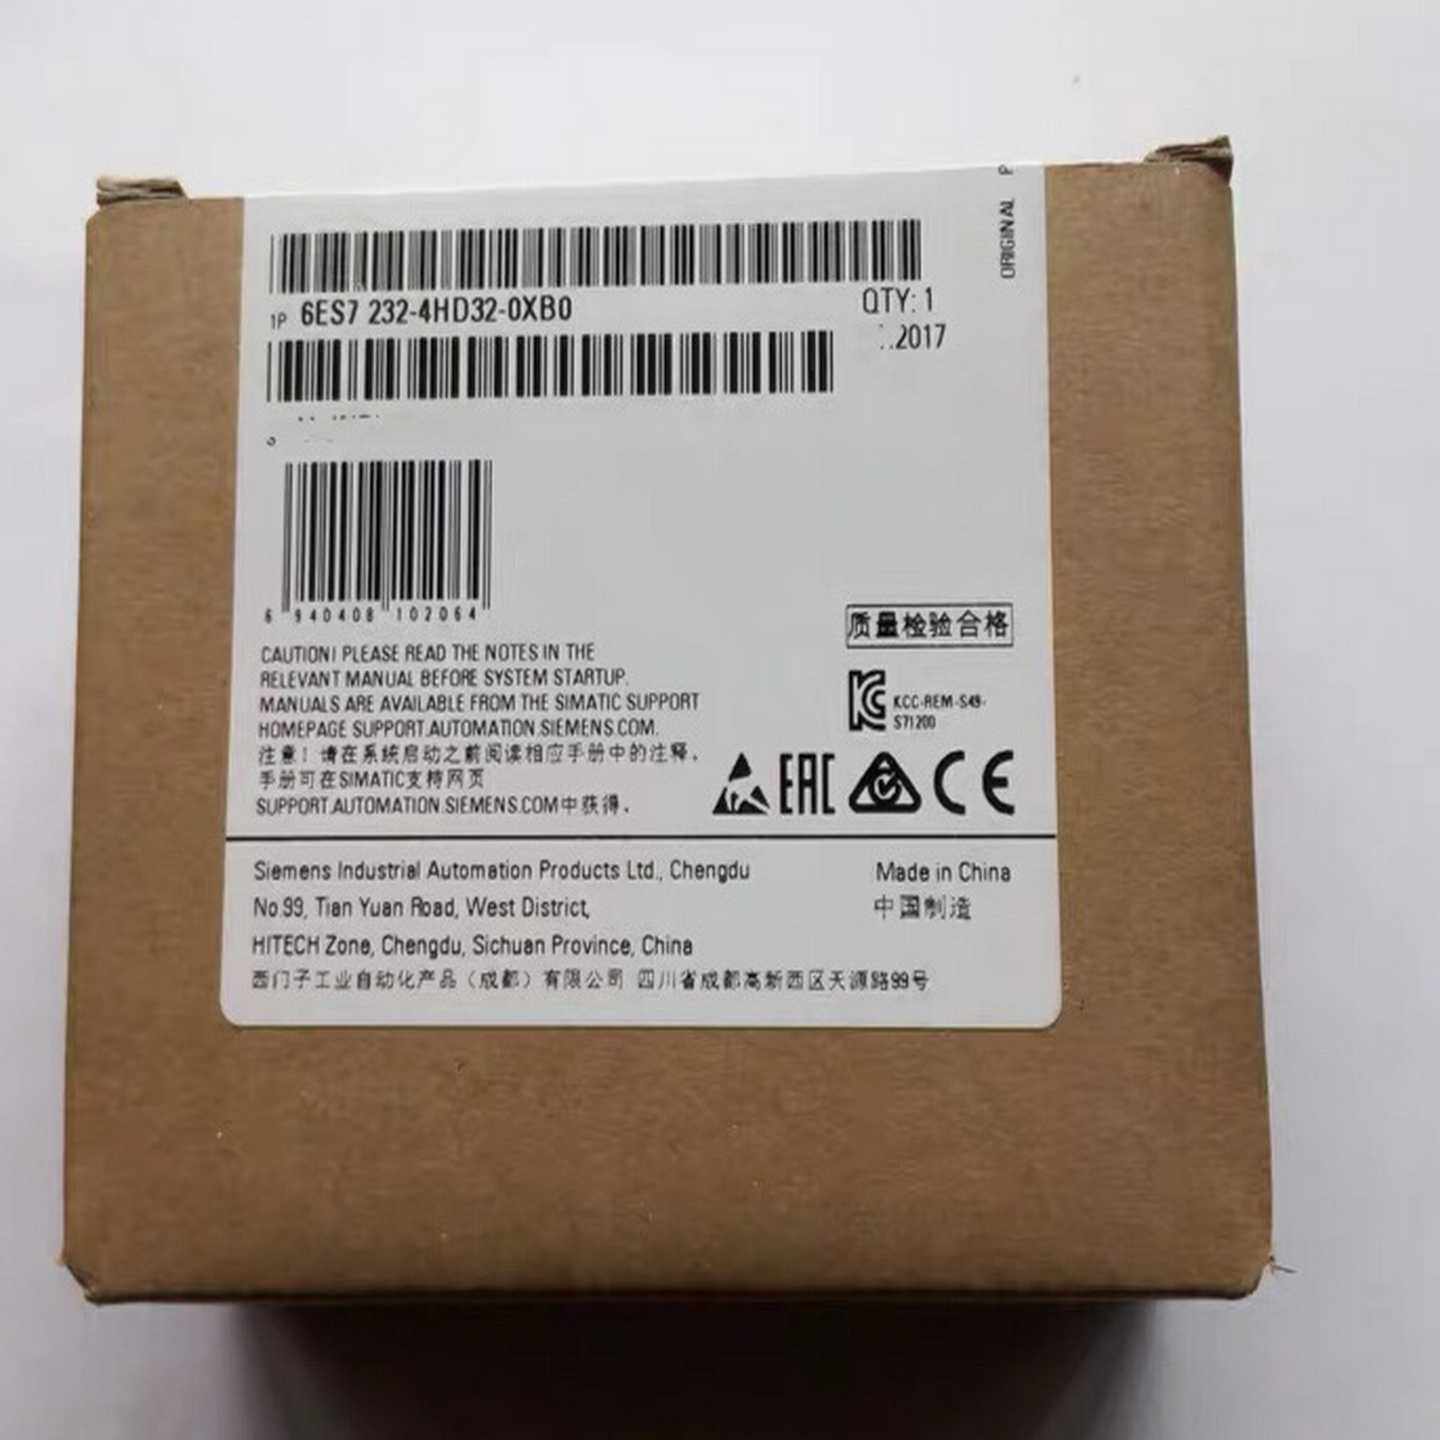 ORIGINAL P
1P 6ES7 232-4HD32-0XB0
QTY: 1
2017
6 940408 102064
CAUTION! PLEASE READ THE NOTES IN THE
RELEVANT MANUAL BEFORE SYSTEM STARTUP.
MANUALS ARE AVAILABLE FROM THE SIMATIC SUPPORT
HOMEPAGE SUPPORT.AUTOMATION.SIEMENS.COM.
注意！请在系统启动之前阅读相应手册中的注释。
手册可在SIMATIC支持网页
SUPPORT.AUTOMATION.SIEMENS.COM中获得。
质量检验合格
KCC-REM-S49-
S71200
EAC
CE
Siemens Industrial Automation Products Ltd., Chengdu
No.99, Tian Yuan Road, West District,
HITECH Zone, Chengdu, Sichuan Province, China
西门子工业自动化产品（成都）有限公司 四川省成都高新西区天源路99号
Made in China
中国制造